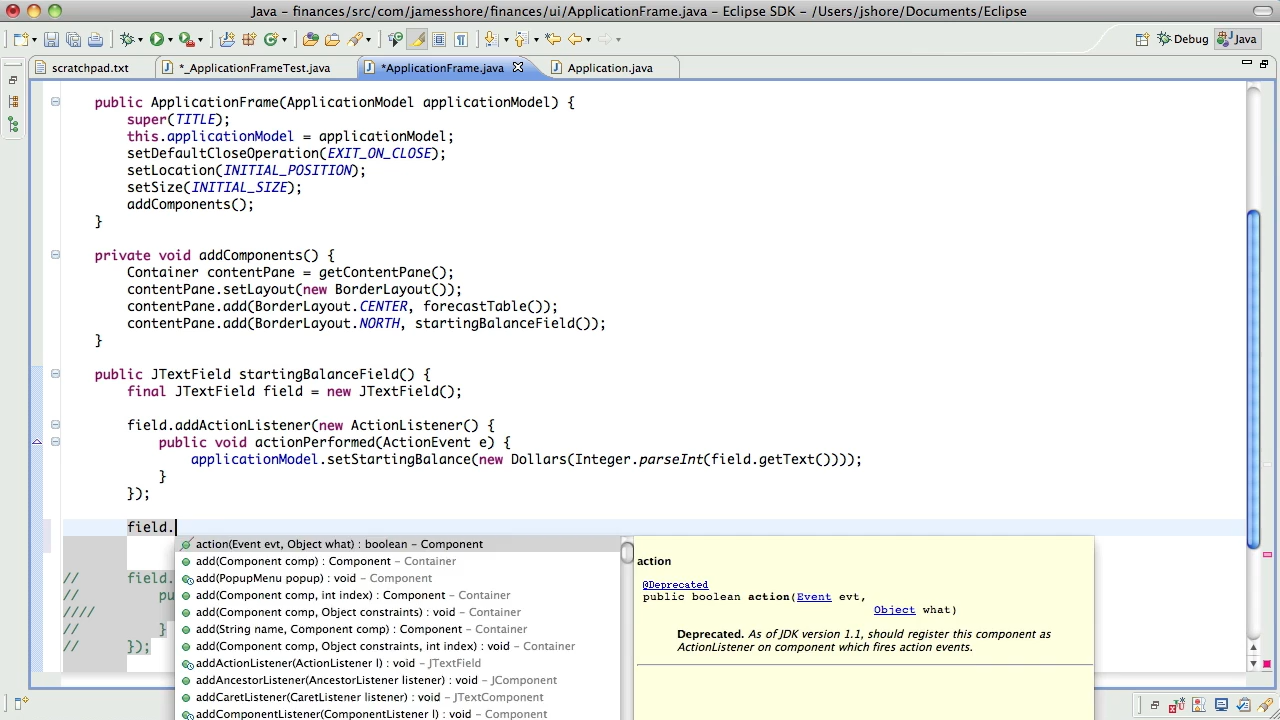 Java – finances/src/com/jamesshore/finances/ui/ApplicationFrame.java – Eclipse SDK – /Users/jshore/Documents/Eclipse
Debug
Java
scratchpad.txt
*_ApplicationFrameTest.java
*ApplicationFrame.java
Application.java
public ApplicationFrame(ApplicationModel applicationModel) {
super(TITLE);
this.applicationModel = applicationModel;
setDefaultCloseOperation(EXIT_ON_CLOSE);
setLocation(INITIAL_POSITION);
setSize(INITIAL_SIZE);
addComponents();
}
private void addComponents() {
Container contentPane = getContentPane();
contentPane.setLayout(new BorderLayout());
contentPane.add(BorderLayout.CENTER, forecastTable());
contentPane.add(BorderLayout.NORTH, startingBalanceField());
}
public JTextField startingBalanceField() {
final JTextField field = new JTextField();
field.addActionListener(new ActionListener() {
public void actionPerformed(ActionEvent e) {
applicationModel.setStartingBalance(new Dollars(Integer.parseInt(field.getText())));
}
});
field.
// field.
// pu
////
// }
// });
action(Event evt, Object what) : boolean – Component
add(Component comp) : Component – Container
add(PopupMenu popup) : void – Component
add(Component comp, int index) : Component – Container
add(Component comp, Object constraints) : void – Container
add(String name, Component comp) : Component – Container
add(Component comp, Object constraints, int index) : void – Container
addActionListener(ActionListener l) : void – JTextField
addAncestorListener(AncestorListener listener) : void – JComponent
addCaretListener(CaretListener listener) : void – JTextComponent
addComponentListener(ComponentListener l) : void – Component
action
@Deprecated
public boolean action(Event evt,
Object what)
Deprecated. As of JDK version 1.1, should register this component as
ActionListener on component which fires action events.